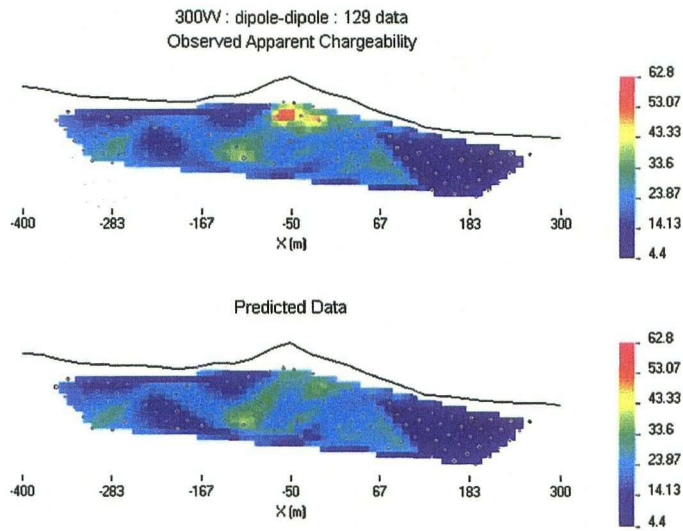 300W : dipole-dipole : 129 data
Observed Apparent Chargeability
62.8
53.07
43.33
33.6
23.87
14.13
4.4
-400 -283 -167 -50 67 183 300
X (m)
Predicted Data
62.8
53.07
43.33
33.6
23.87
14.13
4.4
-400 -283 -167 -50 67 183 300
X (m)